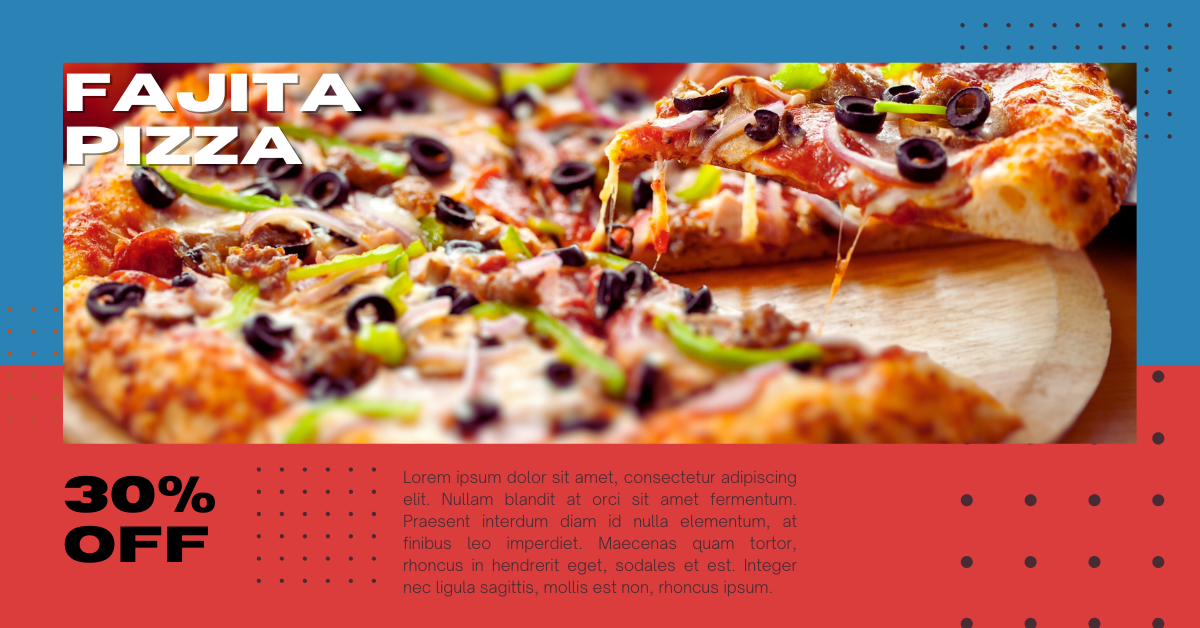 FAJITA
PIZZA
30%
OFF
Lorem ipsum dolor sit amet, consectetur adipiscing
elit. Nullam blandit at orci sit amet fermentum.
Praesent interdum diam id nulla elementum, at
finibus leo imperdiet. Maecenas quam tortor,
rhoncus in hendrerit eget, sodales et est. Integer
nec ligula sagittis, mollis est non, rhoncus ipsum.